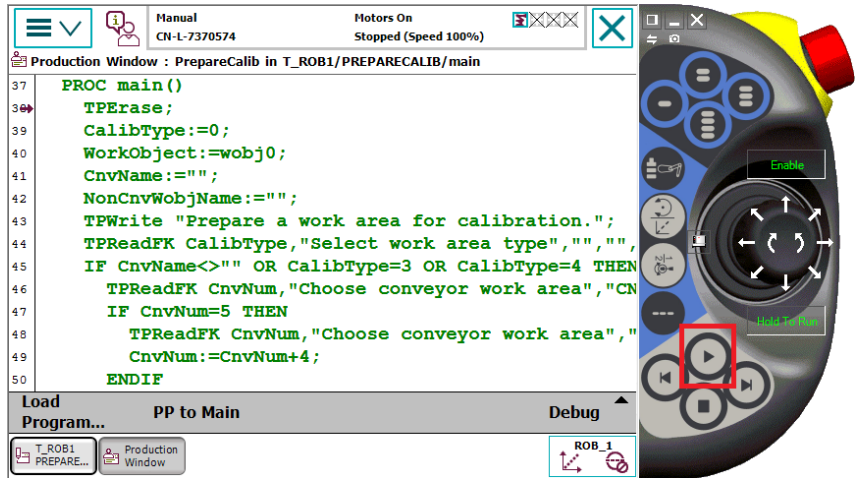 Manual
CN-L-7370574
Motors On
Stopped (Speed 100%)
Production Window : PrepareCalib in T_ROB1/PREPARECALIB/main
37 PROC main()
38 TPErase;
39 CalibType:=0;
40 WorkObject:=wobj0;
41 CnvName:="";
42 NonCnvWobjName:="";
43 TPWrite "Prepare a work area for calibration.";
44 TPReadFK CalibType,"Select work area type","","",
45 IF CnvName<>"" OR CalibType=3 OR CalibType=4 THEN
46 TPReadFK CnvNum,"Choose conveyor work area","CN
47 IF CnvNum=5 THEN
48 TPReadFK CnvNum,"Choose conveyor work area","
49 CnvNum:=CnvNum+4;
50 ENDIF
Load Program...
PP to Main
Debug
T_ROB1
PREPARE...
Production
Window
ROB_1
Enable
Hold To Run